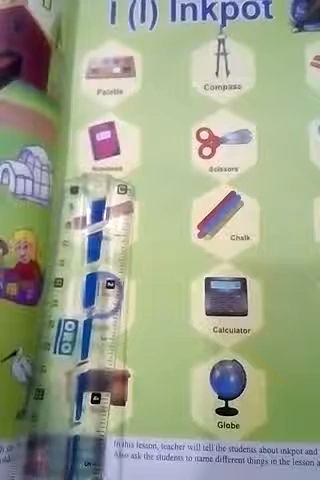 I (I) Inkpot
Palette
Compass
Scissors
Chalk
Calculator
Globe
In this lesson, teacher will tell the students about inkpot and
Also ask the students to name different things in the lesson a